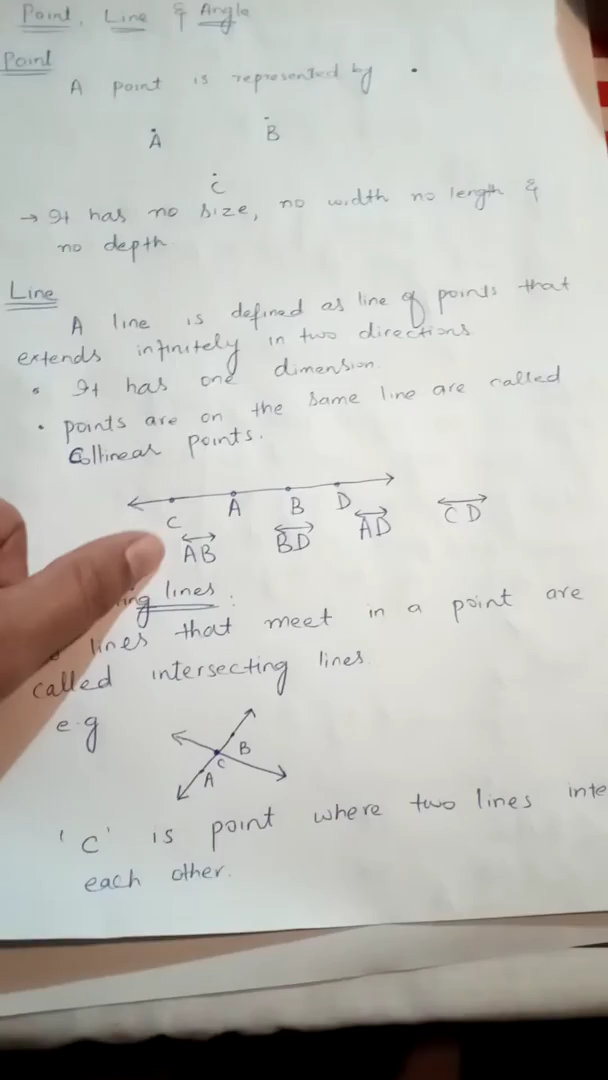 Point, Line & Angle
Point
A point is represented by .
A B
C
→ It has no size, no width no length &
no depth
Line
A line is defined as line of points that
extends infinitely in two directions.
• It has one dimension.
• points are on the same line are called
Collinear points.
C A B D
AB BD AD CD
lines :
lines that meet in a point are
called intersecting lines.
e.g
B
C
A
'C' is point where two lines inte
each other.